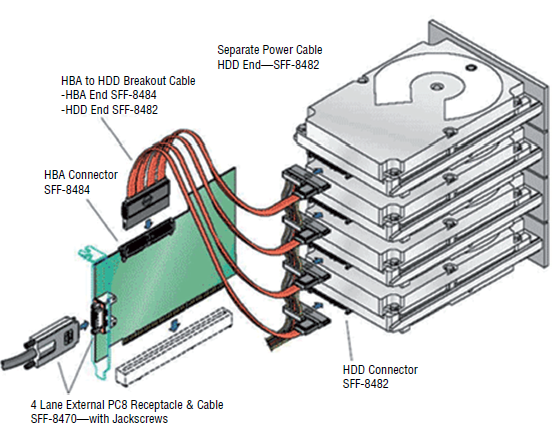 Separate Power Cable
HDD End—SFF-8482
HBA to HDD Breakout Cable
-HBA End SFF-8484
-HDD End SFF-8482
HBA Connector
SFF-8484
HDD Connector
SFF-8482
4 Lane External PC8 Receptacle & Cable
SFF-8470—with Jackscrews